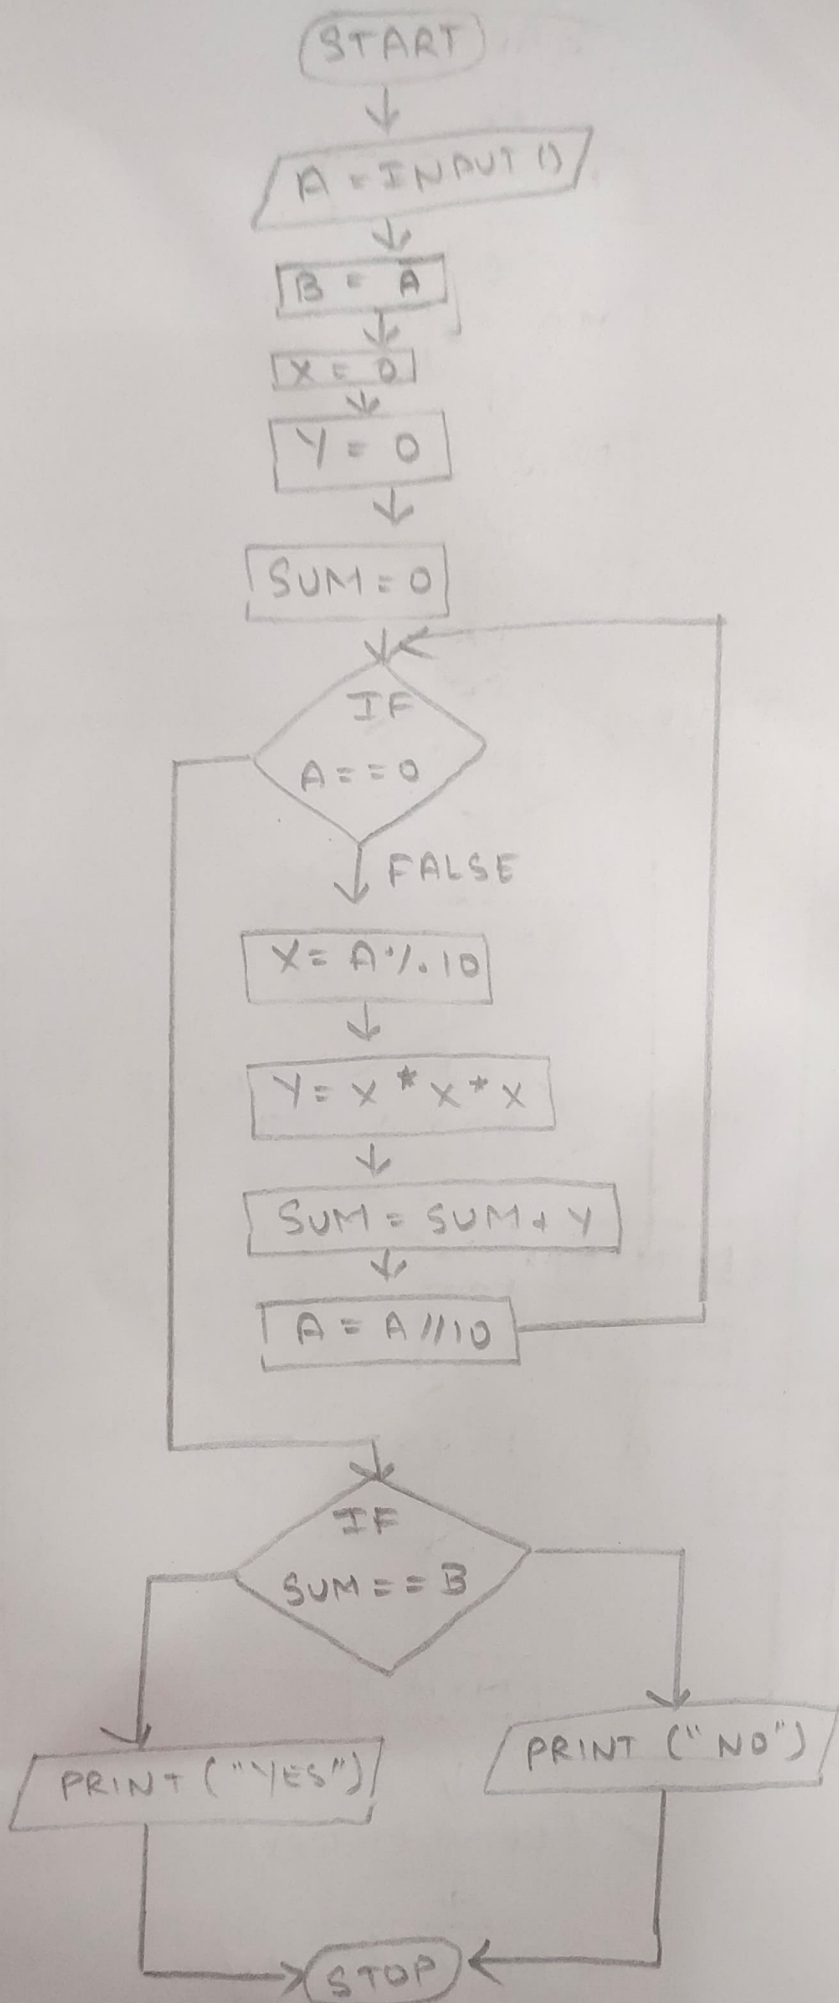 START
A = INPUT ()
B = A
X = 0
Y = 0
SUM = 0
IF
A == 0
FALSE
X = A % 10
Y = X * X * X
SUM = SUM + Y
A = A // 10
IF
SUM == B
PRINT ("YES")
PRINT ("NO")
STOP